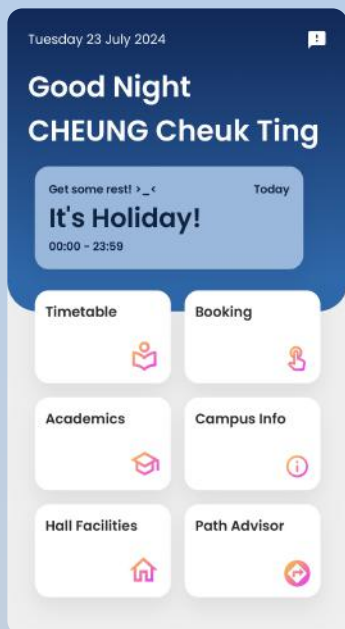 Tuesday 23 July 2024
Good Night
CHEUNG Cheuk Ting
Get some rest! >_< Today
It's Holiday!
00:00 - 23:59
Timetable Booking
Academics Campus Info
Hall Facilities Path Advisor